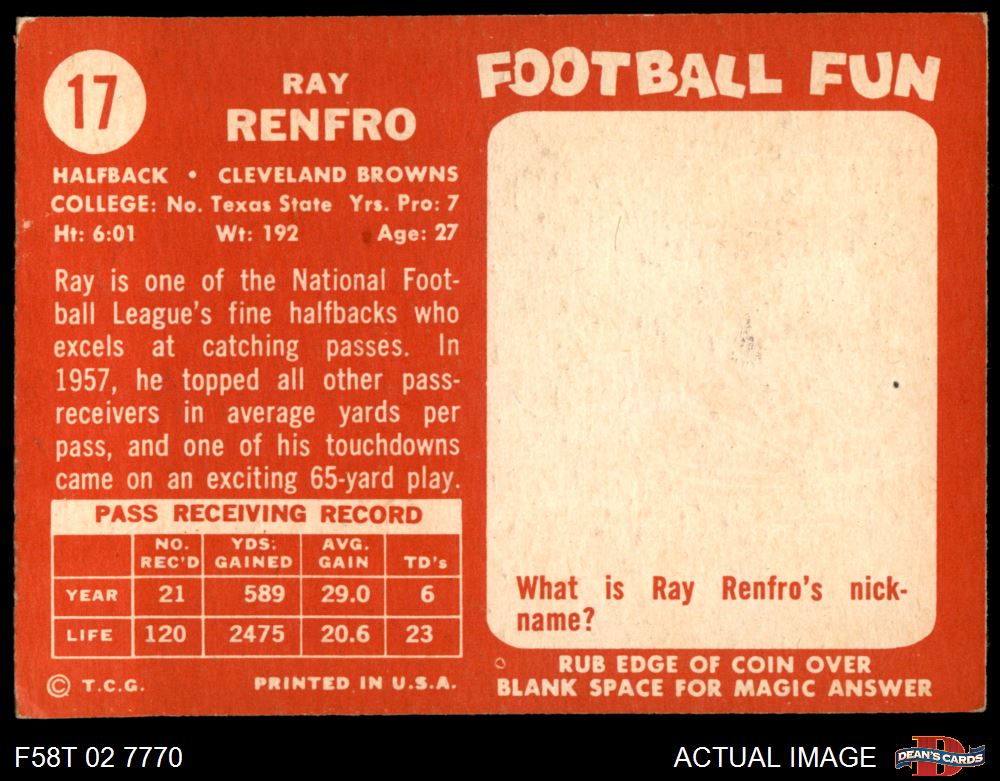 17
RAY
RENFRO
HALFBACK • CLEVELAND BROWNS
COLLEGE: No. Texas State Yrs. Pro: 7
Ht: 6:01 Wt: 192 Age: 27
Ray is one of the National Foot-
ball League's fine halfbacks who
excels at catching passes. In
1957, he topped all other pass-
receivers in average yards per
pass, and one of his touchdowns
came on an exciting 65-yard play.
PASS RECEIVING RECORD
NO. REC'D YDS. GAINED AVG. GAIN TD's
YEAR 21 589 29.0 6
LIFE 120 2475 20.6 23
© T.C.G. PRINTED IN U.S.A.
FOOTBALL FUN
What is Ray Renfro's nick-
name?
RUB EDGE OF COIN OVER
BLANK SPACE FOR MAGIC ANSWER
F58T 02 7770 ACTUAL IMAGE
DEAN'S CARDS